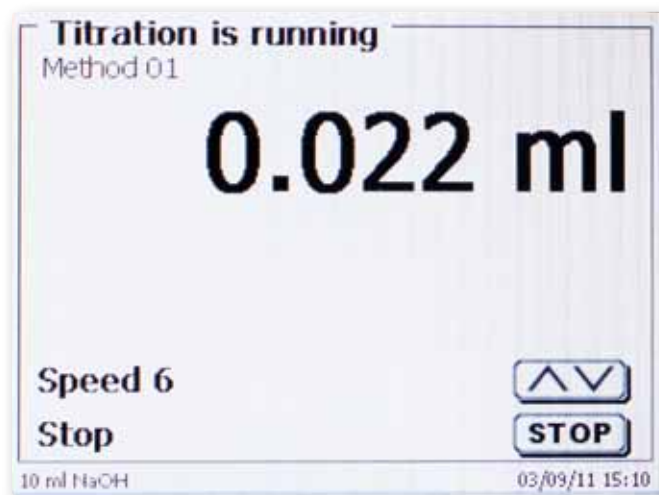 Titration is running
Method 01
0.022 ml
Speed 6
Stop STOP
10 ml NaOH 03/09/11 15:10